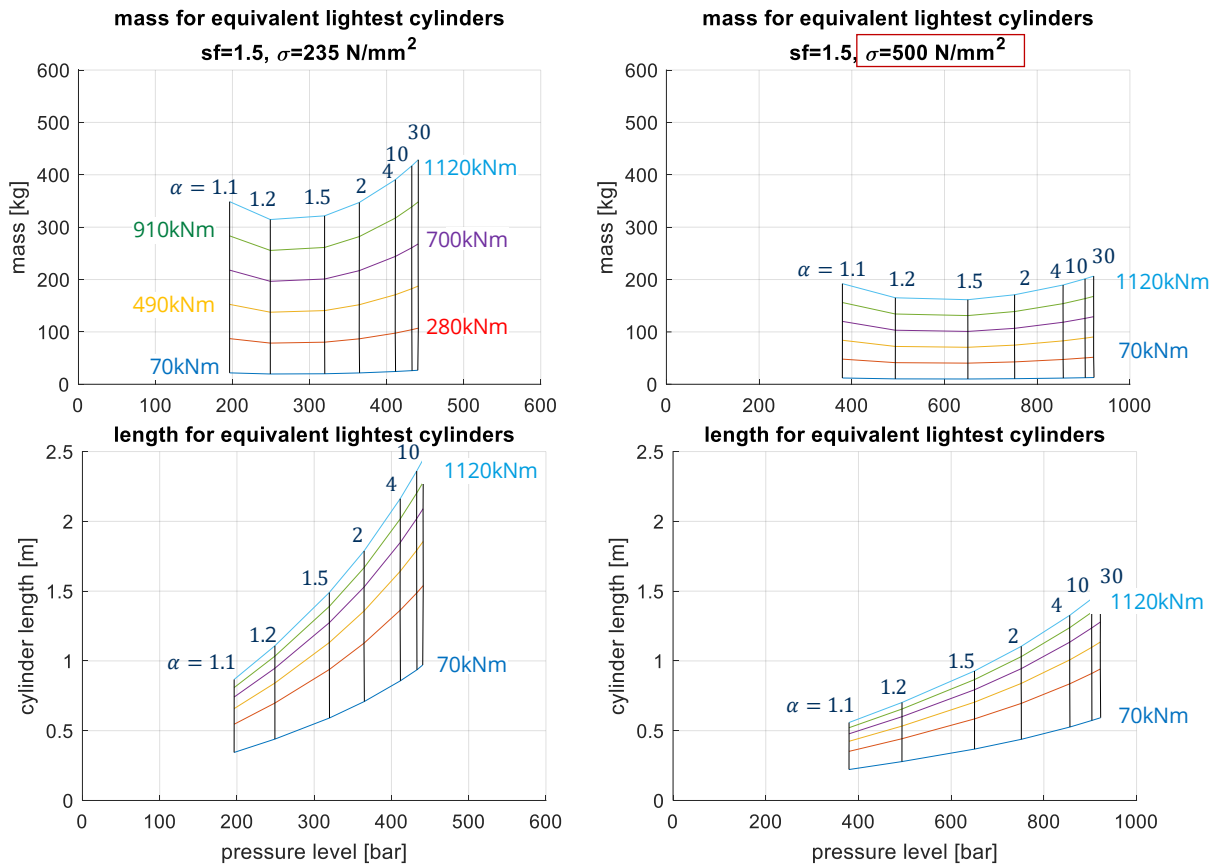 mass for equivalent lightest cylinders
sf=1.5, σ=235 N/mm²
600
500
400
300
200
100
0
mass [kg]
0 100 200 300 400 500 600
α = 1.1
1.2
1.5
2
4
10
30
1120kNm
910kNm
700kNm
490kNm
280kNm
70kNm
mass for equivalent lightest cylinders
sf=1.5, σ=500 N/mm²
600
500
400
300
200
100
0
mass [kg]
0 200 400 600 800 1000
α = 1.1
1.2
1.5
2
4
10
30
1120kNm
70kNm
length for equivalent lightest cylinders
2.5
2
1.5
1
0.5
0
cylinder length [m]
0 100 200 300 400 500 600
pressure level [bar]
α = 1.1
1.2
1.5
2
4
10
1120kNm
70kNm
length for equivalent lightest cylinders
2.5
2
1.5
1
0.5
0
cylinder length [m]
0 200 400 600 800 1000
pressure level [bar]
α = 1.1
1.2
1.5
2
4
10
30
1120kNm
70kNm